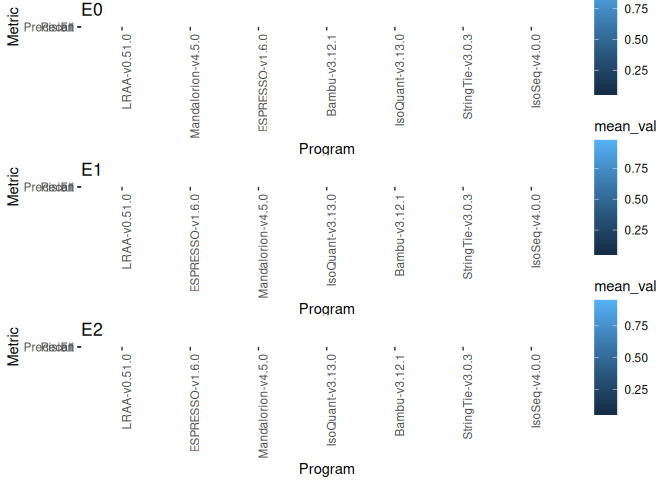 E0
Metric
LRAA-v0.51.0
Mandalorion-v4.5.0
ESPRESSO-v1.6.0
Bambu-v3.12.1
IsoQuant-v3.13.0
StringTie-v3.0.3
IsoSeq-v4.0.0
Program
0.75
0.50
0.25
E1
Metric
LRAA-v0.51.0
ESPRESSO-v1.6.0
Mandalorion-v4.5.0
IsoQuant-v3.13.0
Bambu-v3.12.1
StringTie-v3.0.3
IsoSeq-v4.0.0
Program
mean_val
0.75
0.50
0.25
E2
Metric
LRAA-v0.51.0
ESPRESSO-v1.6.0
Mandalorion-v4.5.0
IsoQuant-v3.13.0
Bambu-v3.12.1
StringTie-v3.0.3
IsoSeq-v4.0.0
Program
mean_val
0.75
0.50
0.25